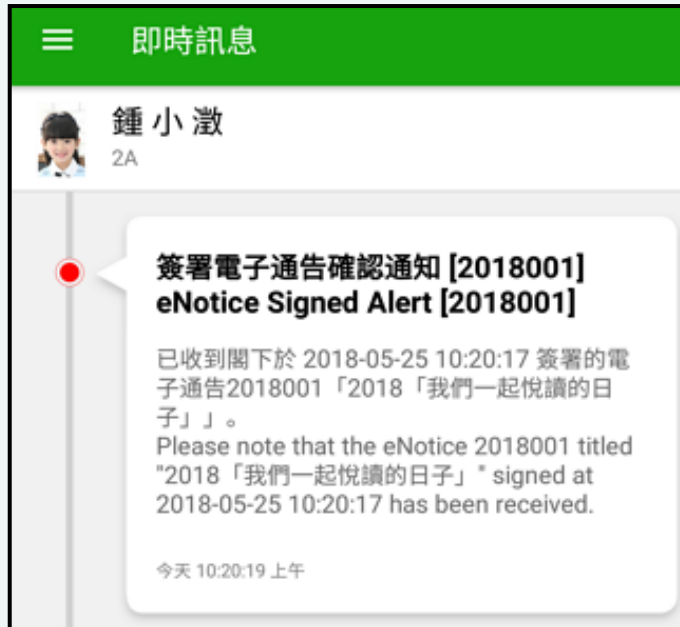 即時訊息
鍾小澂
2A
簽署電子通告確認通知 [2018001]
eNotice Signed Alert [2018001]
已收到閣下於 2018-05-25 10:20:17 簽署的電
子通告2018001「2018「我們一起悅讀的日
子」」。
Please note that the eNotice 2018001 titled
"2018「我們一起悅讀的日子」" signed at
2018-05-25 10:20:17 has been received.
今天 10:20:19 上午